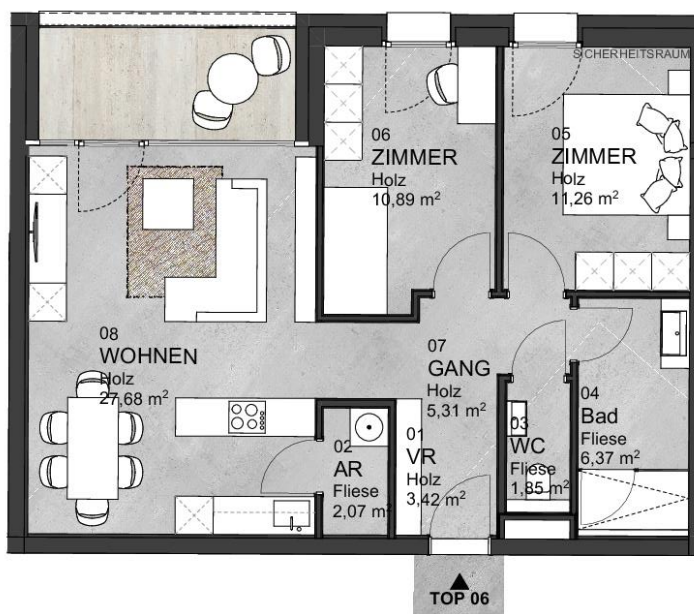 SICHERHEITSRAUM
06
ZIMMER
Holz
10,89 m²
05
ZIMMER
Holz
11,26 m²
08
WOHNEN
Holz
27,68 m²
07
GANG
Holz
5,31 m²
04
Bad
Fliese
6,37 m²
03
WC
Fliese
1,85 m²
02
AR
Fliese
2,07 m²
01
VR
Holz
3,42 m²
TOP 06